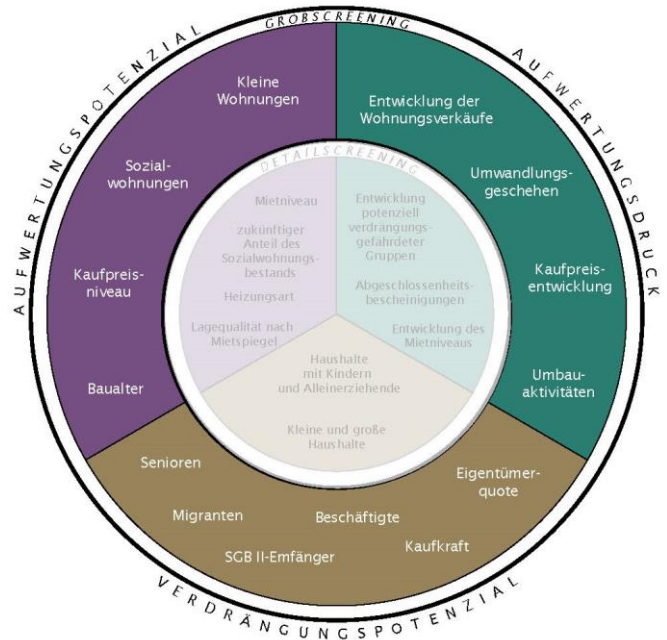 GROBSCREENING
AUFWERTUNGSPOTENZIAL
AUFWERTUNGSDRUCK
VERDRÄNGUNGSPOTENZIAL
Kleine
Wohnungen
Sozial-
wohnungen
Kaufpreis-
niveau
Baualter
Entwicklung der
Wohnungsverkäufe
Umwandlungs-
geschehen
Kaufpreis-
entwicklung
Umbau-
aktivitäten
Senioren
Migranten
SGB II-Emfänger
Beschäftigte
Kaufkraft
Eigentümer-
quote
DETAILSCREENING
Mietniveau
zukünftiger
Anteil des
Sozialwohnungs-
bestands
Heizungsart
Lagequalität nach
Mietspiegel
Entwicklung
potenziell
verdrängungs-
gefährdeter
Gruppen
Abgeschlossenheits-
bescheinigungen
Entwicklung des
Mietniveaus
Haushalte
mit Kindern
und Alleinerziehende
Kleine und große
Haushalte